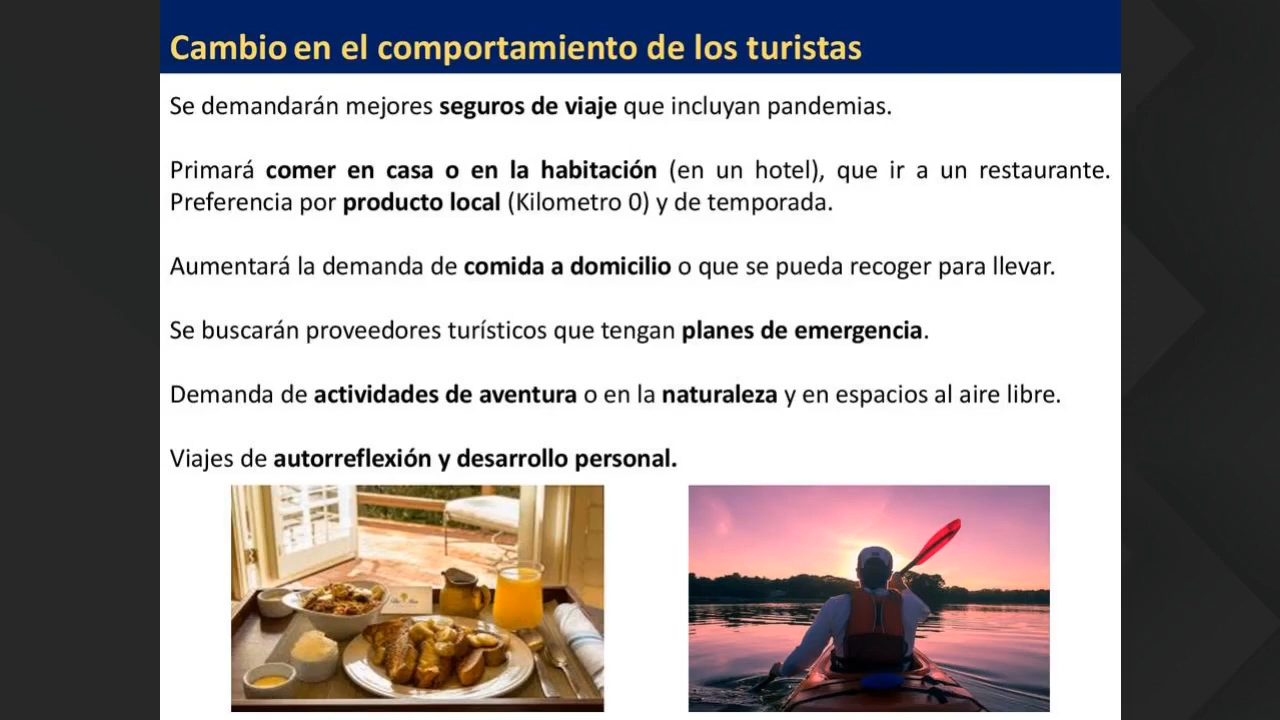 Cambio en el comportamiento de los turistas
Se demandarán mejores seguros de viaje que incluyan pandemias.
Primará comer en casa o en la habitación (en un hotel), que ir a un restaurante.
Preferencia por producto local (Kilometro 0) y de temporada.
Aumentará la demanda de comida a domicilio o que se pueda recoger para llevar.
Se buscarán proveedores turísticos que tengan planes de emergencia.
Demanda de actividades de aventura o en la naturaleza y en espacios al aire libre.
Viajes de autorreflexión y desarrollo personal.